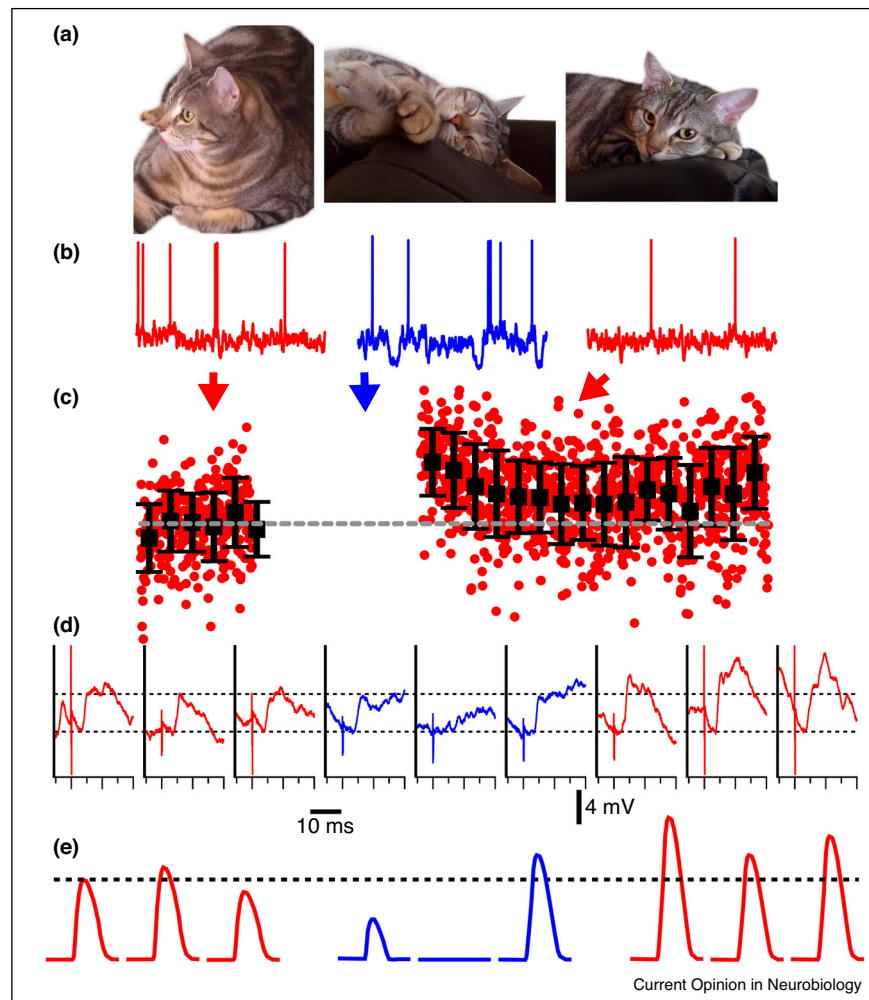 (a)
(b)
(c)
(d)
10 ms
4 mV
(e)
Current Opinion in Neurobiology